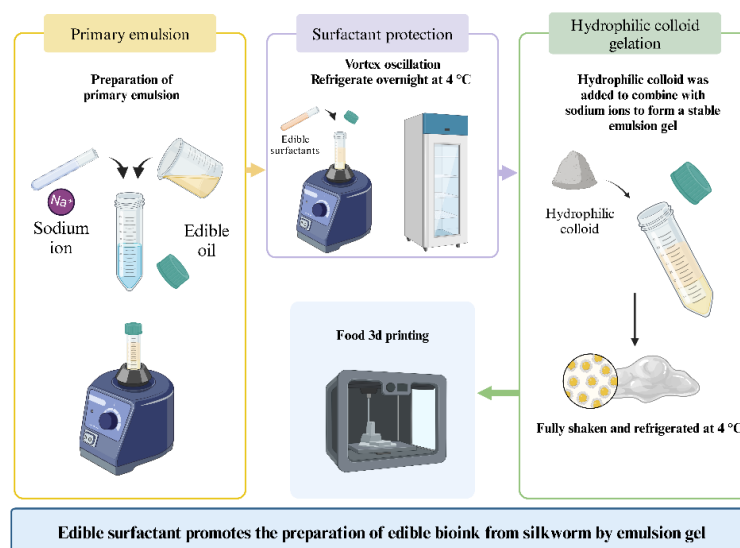 Primary emulsion
Preparation of
primary emulsion
Na⁺
Sodium
ion
Edible
oil
Surfactant protection
Vortex oscillation
Refrigerate overnight at 4 °C
Edible
surfactants
Hydrophilic colloid
gelation
Hydrophilic colloid was
added to combine with
sodium ions to form a stable
emulsion gel
Hydrophilic
colloid
Fully shaken and refrigerated at 4 °C
Food 3d printing
Edible surfactant promotes the preparation of edible bioink from silkworm by emulsion gel